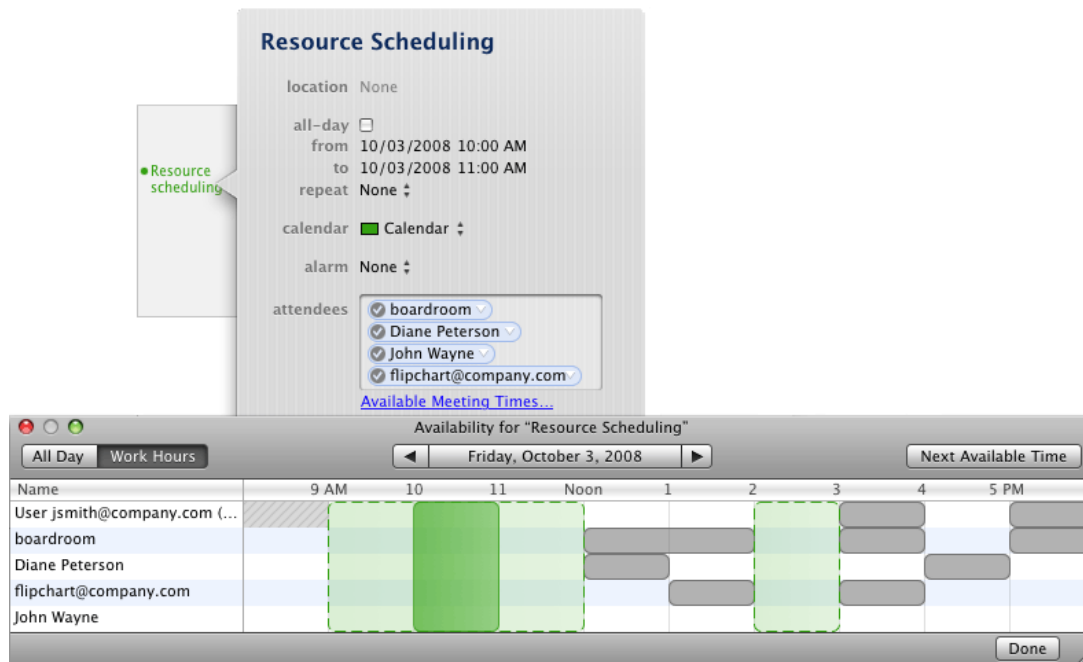 Resource Scheduling
location None
all-day
from 10/03/2008 10:00 AM
to 10/03/2008 11:00 AM
repeat None
•Resource
scheduling
calendar Calendar
alarm None
attendees boardroom
Diane Peterson
John Wayne
flipchart@company.com
Available Meeting Times...
Availability for “Resource Scheduling”
All Day Work Hours Friday, October 3, 2008 Next Available Time
Name 9 AM 10 11 Noon 1 2 3 4 5 PM
User jsmith@company.com (...
boardroom
Diane Peterson
flipchart@company.com
John Wayne
Done